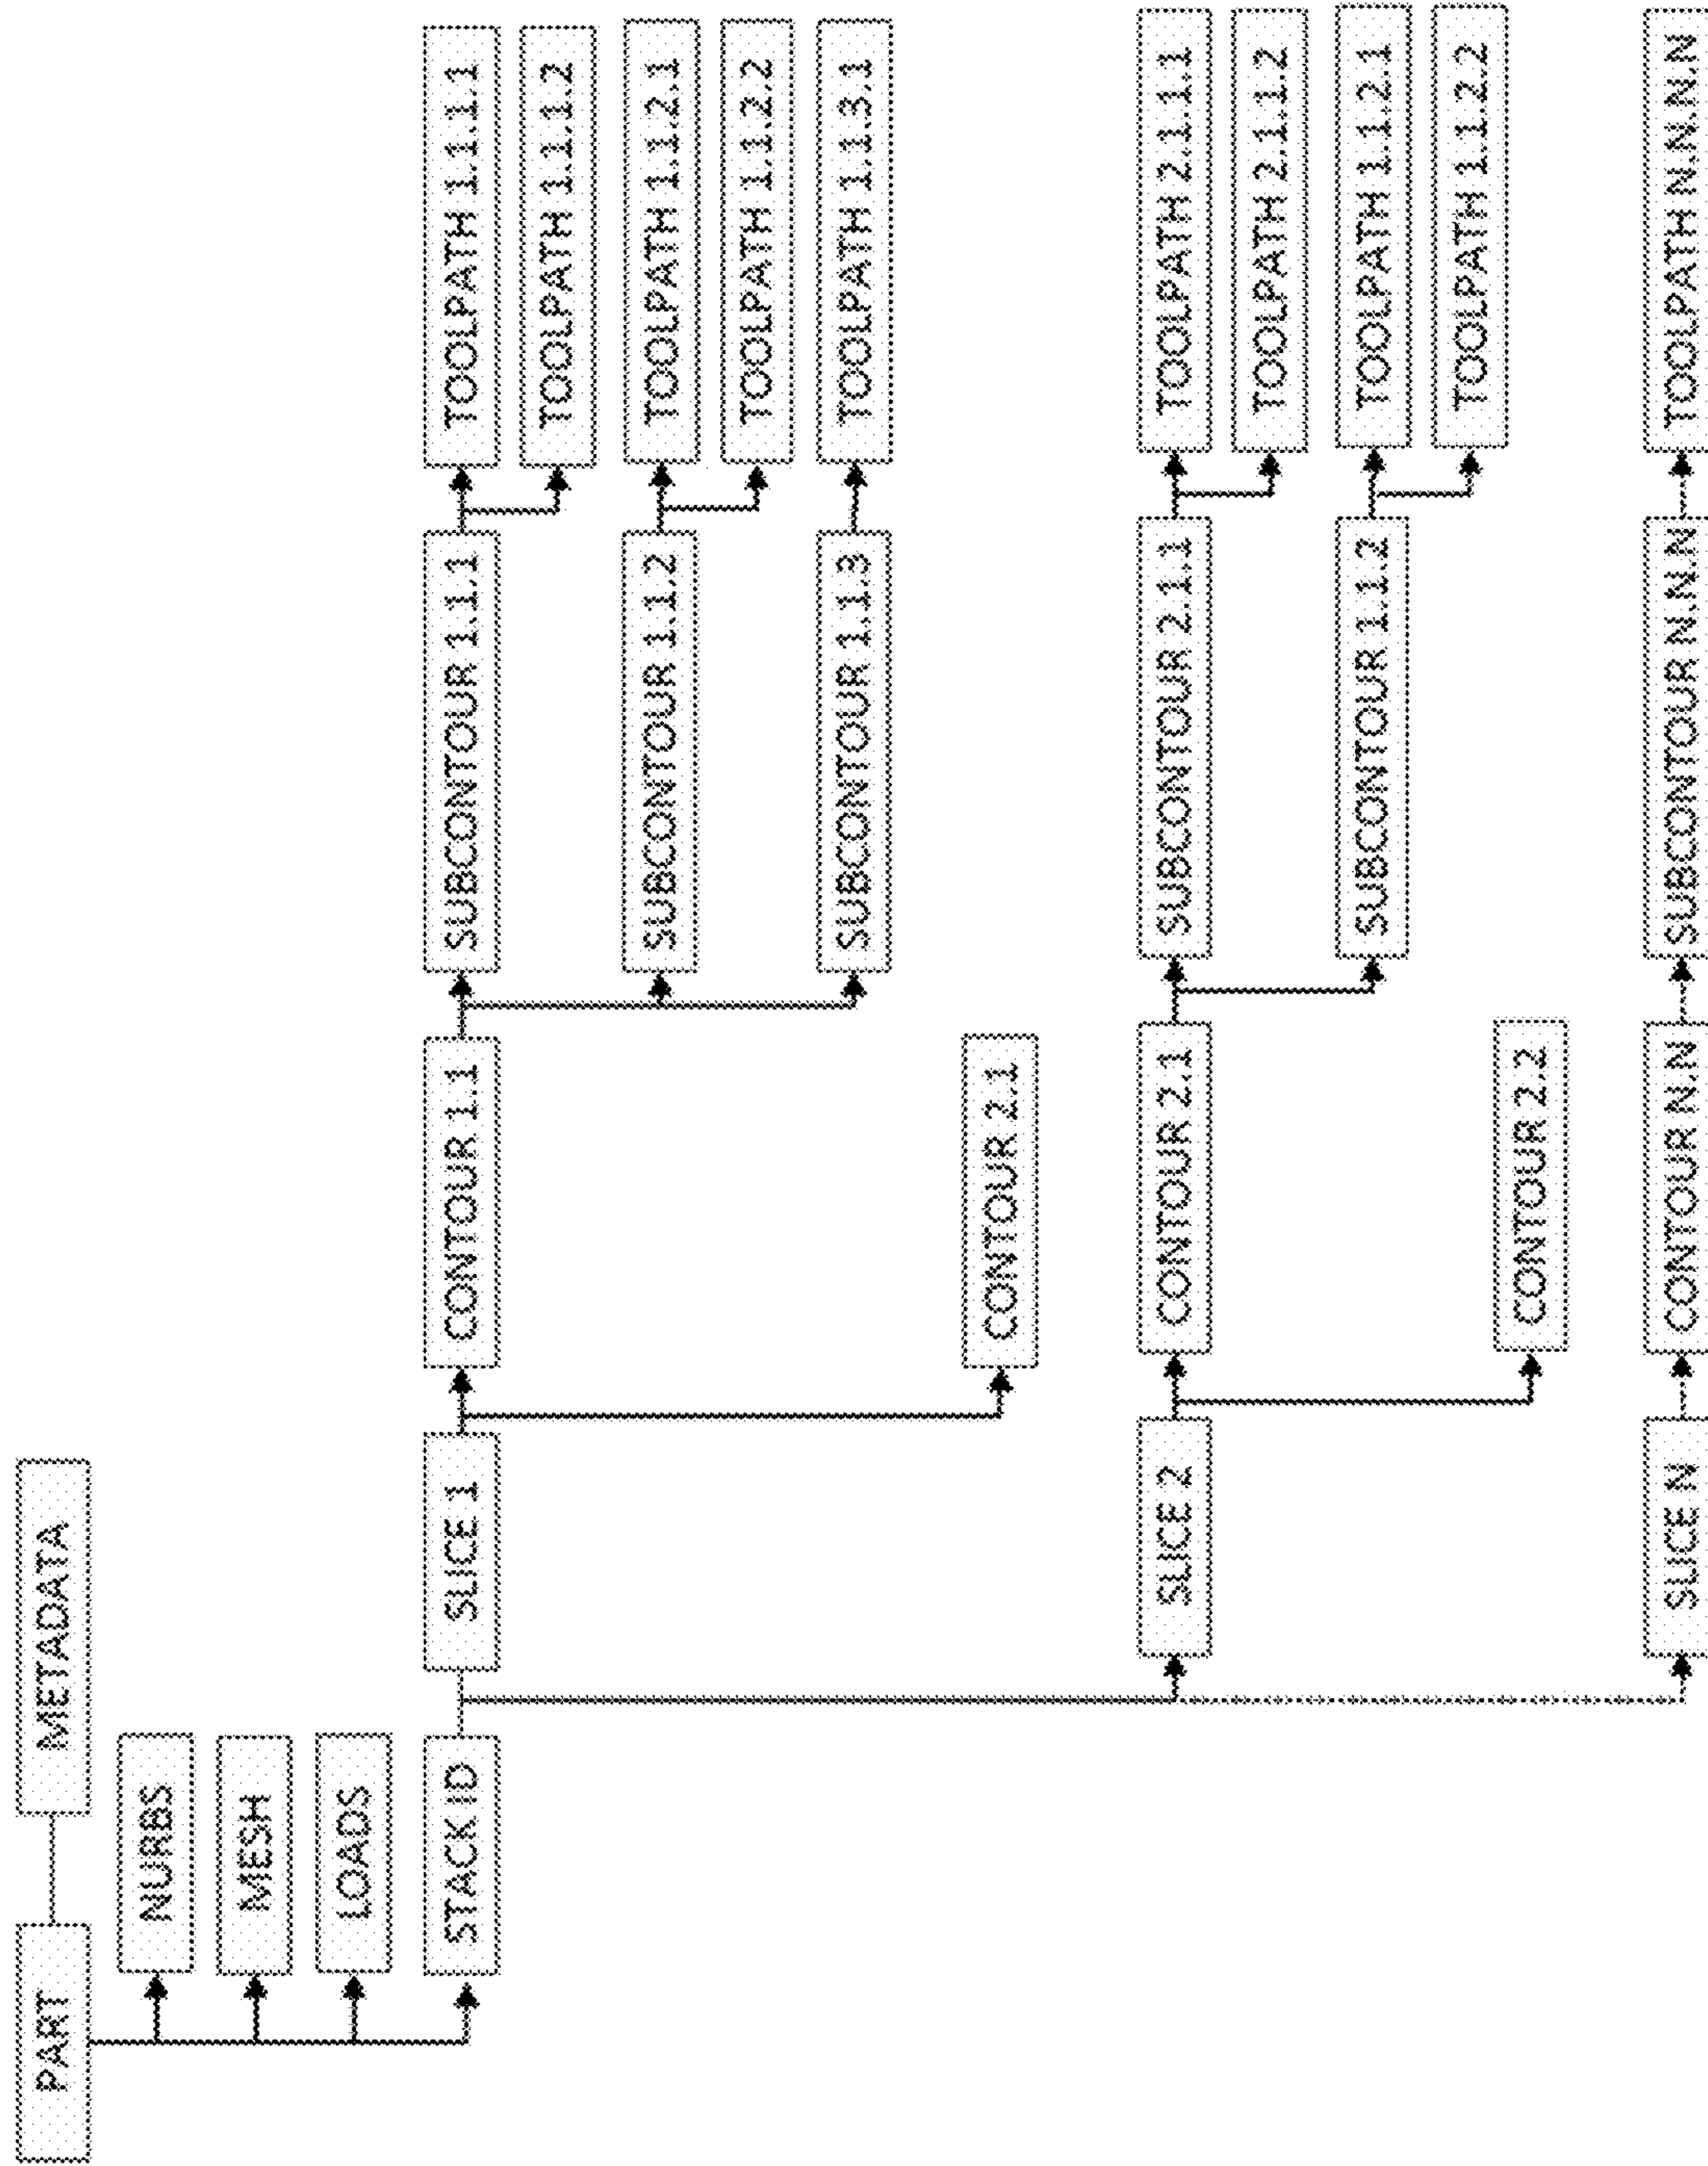 PART
METADATA
NURBS
MESH
LOADS
STACK ID
SLICE 1
CONTOUR 1.1
SUBCONTOUR 1.1.1
TOOLPATH 1.1.1.1
TOOLPATH 1.1.1.2
SUBCONTOUR 1.1.2
TOOLPATH 1.1.2.1
TOOLPATH 1.1.2.2
SUBCONTOUR 1.1.3
TOOLPATH 1.1.3.1
CONTOUR 2.1
SLICE 2
CONTOUR 2.1
SUBCONTOUR 2.1.1
TOOLPATH 2.1.1.1
TOOLPATH 2.1.1.2
SUBCONTOUR 1.1.2
TOOLPATH 1.1.2.1
TOOLPATH 1.1.2.2
CONTOUR 2.2
SLICE N
CONTOUR N.N
SUBCONTOUR N.N.N
TOOLPATH N.N.N.N